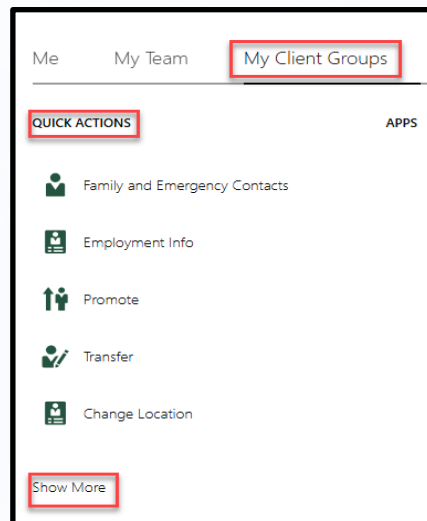 Me My Team My Client Groups
QUICK ACTIONS APPS
Family and Emergency Contacts
Employment Info
Promote
Transfer
Change Location
Show More